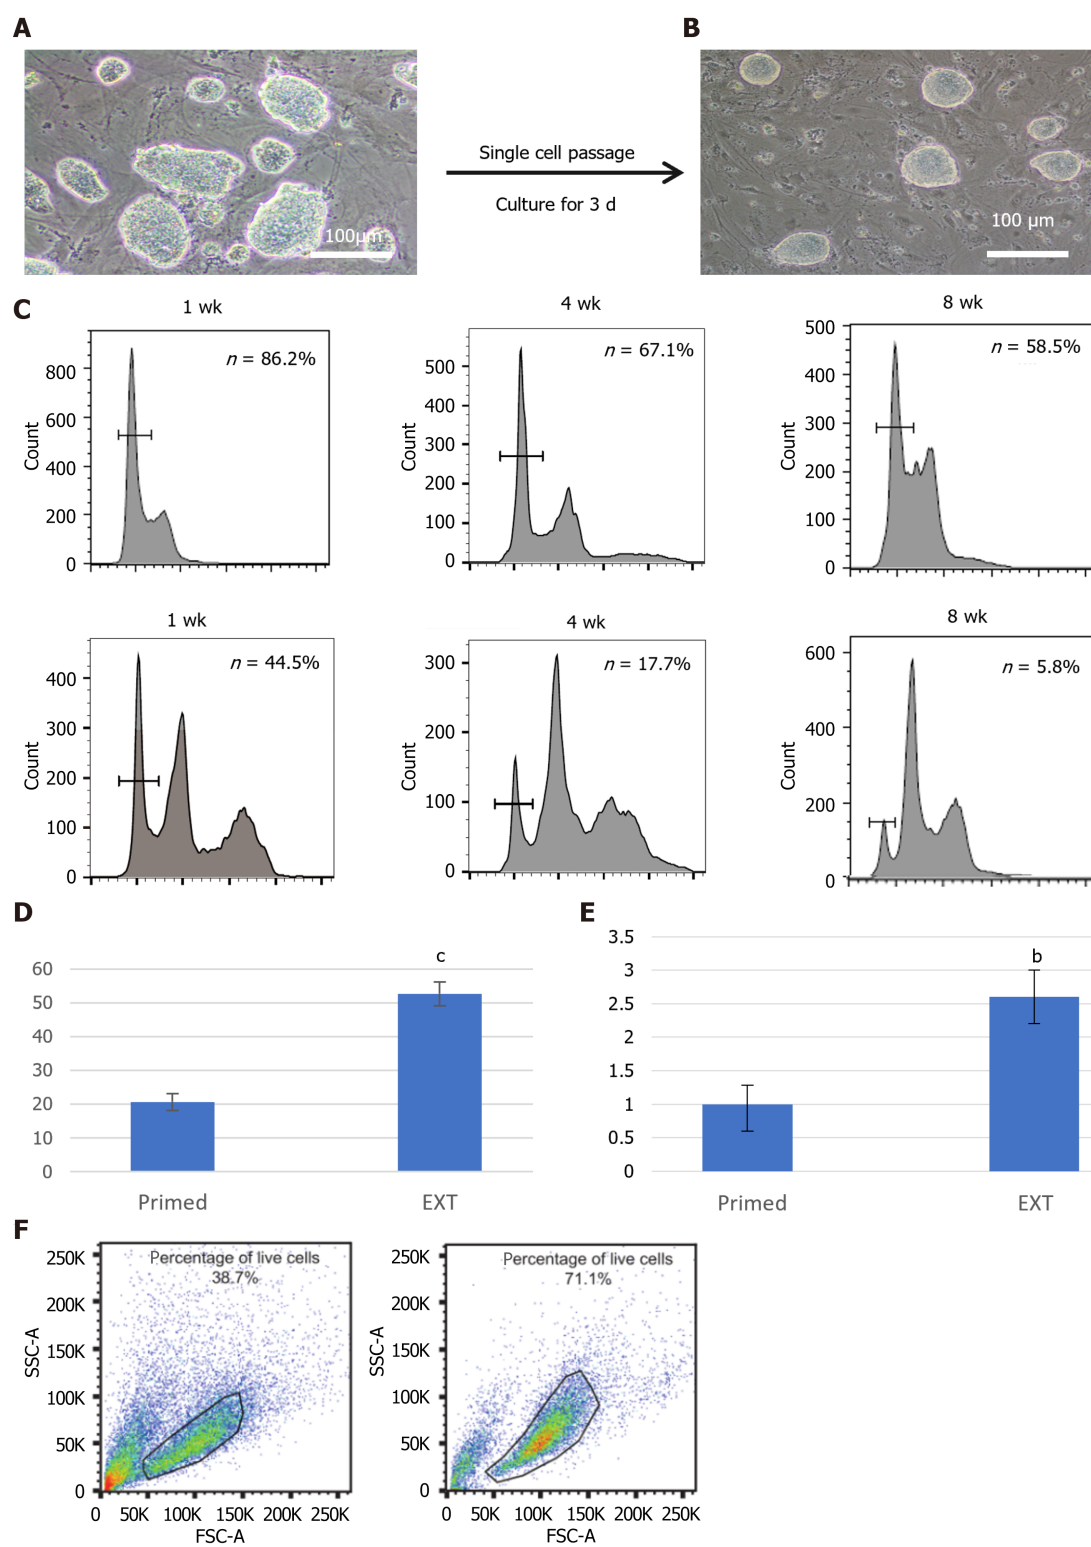 A
B
100μm
Single cell passage
Culture for 3 d
100 μm
C
1 wk
4 wk
8 wk
n = 86.2%
n = 67.1%
n = 58.5%
Count
800
600
400
200
0
Count
500
400
300
200
100
0
Count
500
400
300
200
100
0
1 wk
4 wk
8 wk
n = 44.5%
n = 17.7%
n = 5.8%
Count
400
300
200
100
0
Count
300
200
100
0
Count
600
400
200
0
D
60
50
40
30
20
10
0
c
Primed
EXT
E
3.5
3
2.5
2
1.5
1
0.5
0
b
Primed
EXT
F
Percentage of live cells
38.7%
SSC-A
250K
200K
150K
100K
50K
0
0 50K 100K 150K 200K 250K
FSC-A
Percentage of live cells
71.1%
SSC-A
250K
200K
150K
100K
50K
0
0 50K 100K 150K 200K 250K
FSC-A